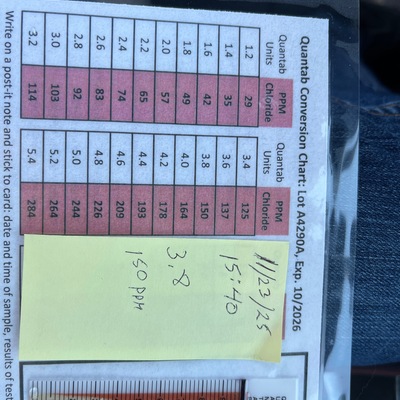 Quantab Conversion Chart: Lot A4290A, Exp. 10/2026
Quantab PPM Quantab PPM
Units Chloride Units Chloride
1.2 29 3.4 125
1.4 35 3.6 137
1.6 42 3.8 150
1.8 49 4.0 164
2.0 57 4.2 178
2.2 65 4.4 193
2.4 74 4.6 209
2.6 83 4.8 226
2.8 92 5.0 244
3.0 103 5.2 264
3.2 114 5.4 284
11/23/25
15:40
3.8
150 PPM
Write on a post-it note and stick to card: date and time of sample, results of test